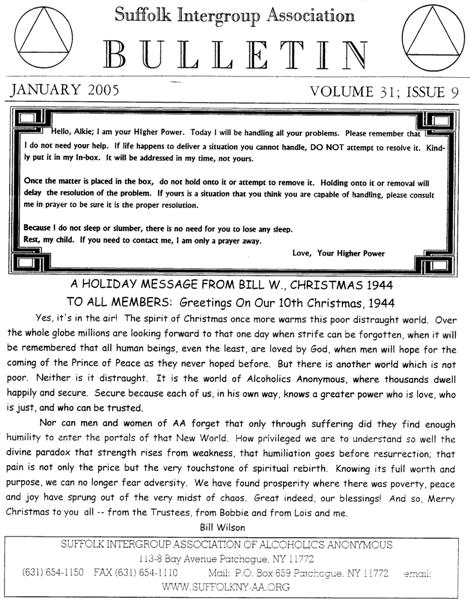 Suffolk Intergroup Association
BULLETIN
JANUARY 2005 VOLUME 31; ISSUE 9
Hello, Alkie; I am your Higher Power. Today I will be handling all your problems. Please remember that
I do not need your help. If life happens to deliver a situation you cannot handle, DO NOT attempt to resolve it. Kind-
ly put it in my In-box. It will be addressed in my time, not yours.
Once the matter is placed in the box, do not hold onto it or attempt to remove it. Holding onto it or removal will
delay the resolution of the problem. If yours is a situation that you think you are capable of handling, please consult
me in prayer to be sure it is the proper resolution.
Because I do not sleep or slumber, there is no need for you to lose any sleep.
Rest, my child. If you need to contact me, I am only a prayer away.
Love, Your Higher Power
A HOLIDAY MESSAGE FROM BILL W., CHRISTMAS 1944
TO ALL MEMBERS: Greetings On Our 10th Christmas, 1944
Yes, it's in the air! The spirit of Christmas once more warms this poor distraught world. Over
the whole globe millions are looking forward to that one day when strife can be forgotten, when it will
be remembered that all human beings, even the least, are loved by God, when men will hope for the
coming of the Prince of Peace as they never hoped before. But there is another world which is not
poor. Neither is it distraught. It is the world of Alcoholics Anonymous, where thousands dwell
happily and secure. Secure because each of us, in his own way, knows a greater power who is love, who
is just, and who can be trusted.
Nor can men and women of AA forget that only through suffering did they find enough
humility to enter the portals of that New World. How privileged we are to understand so well the
divine paradox that strength rises from weakness, that humiliation goes before resurrection; that
pain is not only the price but the very touchstone of spiritual rebirth. Knowing its full worth and
purpose, we can no longer fear adversity. We have found prosperity where there was poverty, peace
and joy have sprung out of the very midst of chaos. Great indeed, our blessings! And so, Merry
Christmas to you all -- from the Trustees, from Bobbie and from Lois and me.
Bill Wilson
SUFFOLK INTERGROUP ASSOCIATION OF ALCOHOLICS ANONYMOUS
113-8 Bay Avenue Patchogue, NY 11772
(631) 654-1150 FAX (631) 654-1110 Mail: P.O. Box 659 Patchogue, NY 11772 email:
WWW.SUFFOLKNY-AA.ORG